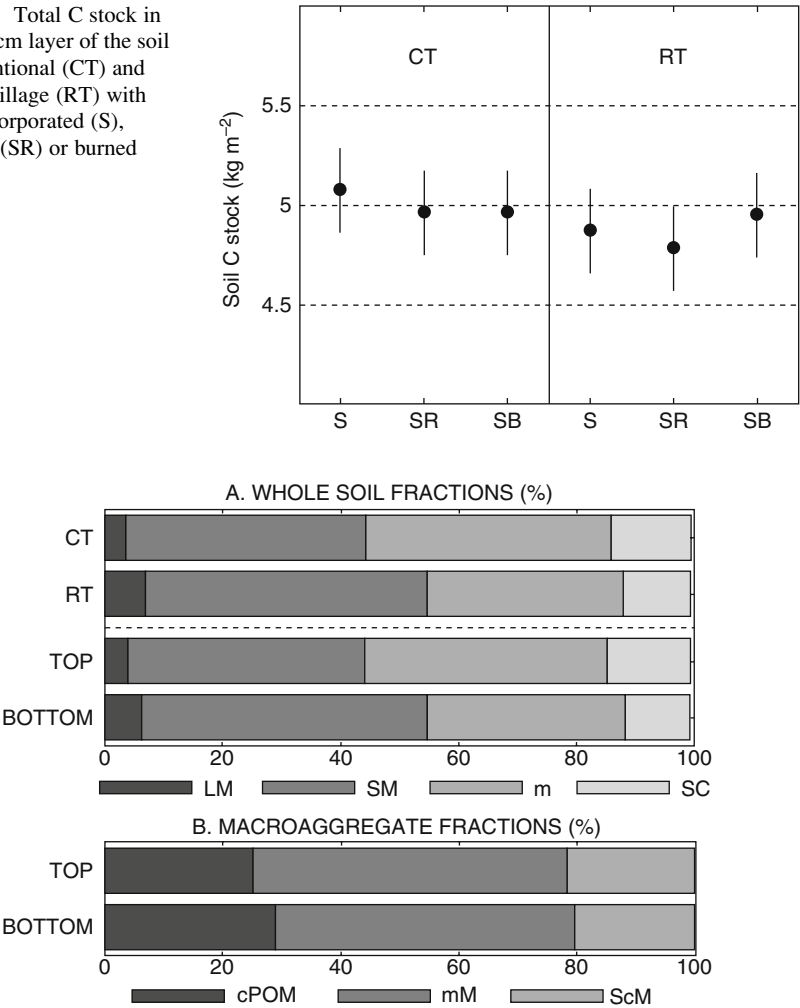 Total C stock in
cm layer of the soil
ntional (CT) and
illage (RT) with
orporated (S),
(SR) or burned
Soil C stock (kg m−2)
CT RT
5.5
5
4.5
S SR SB S SR SB
A. WHOLE SOIL FRACTIONS (%)
CT
RT
TOP
BOTTOM
0 20 40 60 80 100
LM SM m SC
B. MACROAGGREGATE FRACTIONS (%)
TOP
BOTTOM
0 20 40 60 80 100
cPOM mM ScM